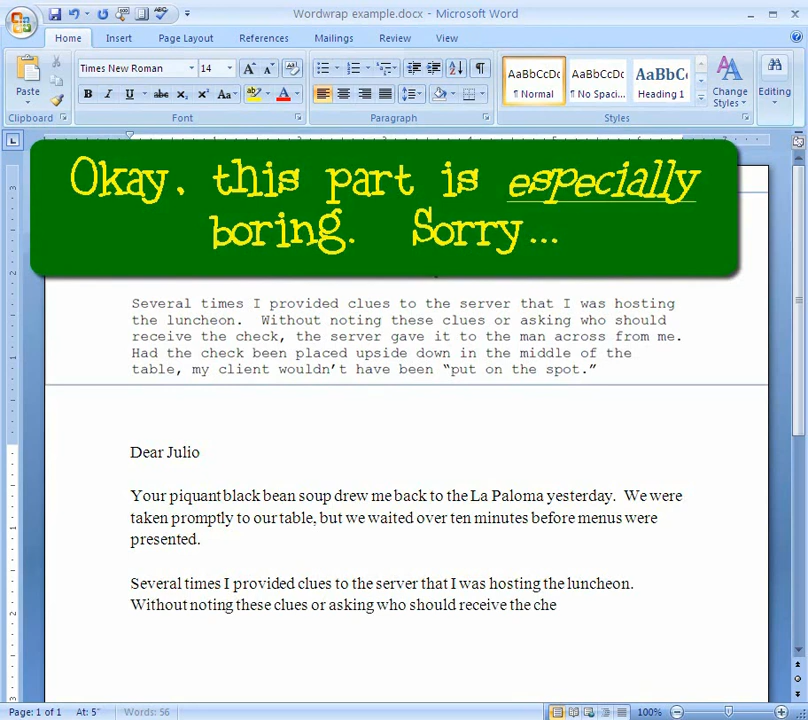 Wordwrap example.docx - Microsoft Word
Home Insert Page Layout References Mailings Review View
Paste
Times New Roman 14
B I U abc x₂ x² Aa
AaBbCcDc AaBbCcDc AaBbCc
¶ Normal ¶ No Spaci... Heading 1
Change Styles
Editing
Clipboard Font Paragraph Styles
Okay, this part is especially
boring. Sorry...
Several times I provided clues to the server that I was hosting
the luncheon. Without noting these clues or asking who should
receive the check, the server gave it to the man across from me.
Had the check been placed upside down in the middle of the
table, my client wouldn’t have been “put on the spot.”
Dear Julio
Your piquant black bean soup drew me back to the La Paloma yesterday. We were
taken promptly to our table, but we waited over ten minutes before menus were
presented.
Several times I provided clues to the server that I was hosting the luncheon.
Without noting these clues or asking who should receive the che
Page: 1 of 1 At: 5" Words: 56 100%